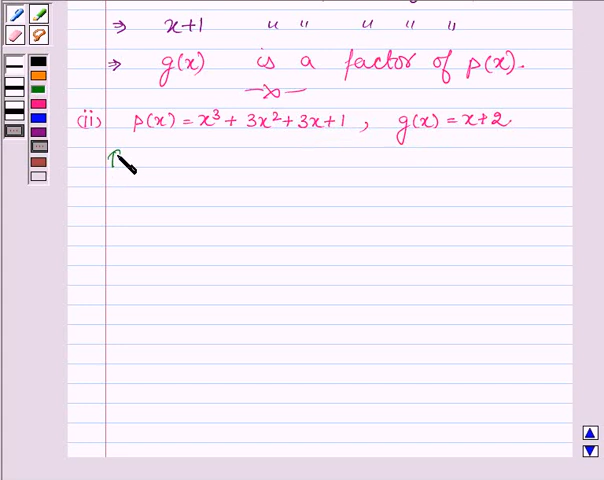 ⇒ x+1 " " " " "
⇒ g(x) is a factor of p(x).
(ii) p(x) = x³ + 3x² + 3x + 1 , g(x) = x+2